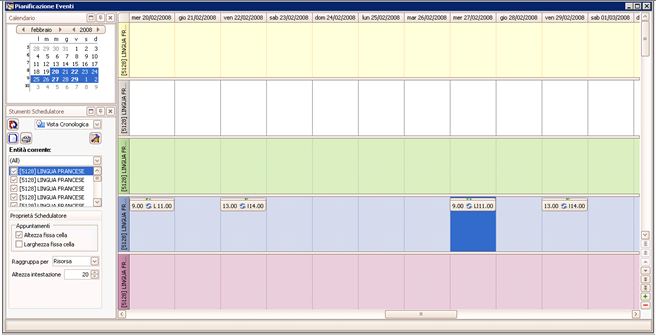 Pianificazione Eventi
Calendario
febbraio 2008
l m m g v s d
5 28 29 30 31 1 2 3
6 4 5 6 7 8 9 10
7 11 12 13 14 15 16 17
8 18 19 20 21 22 23 24
9 25 26 27 28 29 1 2
10 3 4 5 6 7 8 9
Strumenti Schedulatore
Vista Cronologica
Entità corrente:
(All)
[5128] LINGUA FRANCESE
[5128] LINGUA FRANCESE
[5128] LINGUA FRANCESE
[5128] LINGUA FRANCESE
[5128] LINGUA FRANCESE
Proprietà Schedulatore
Appuntamenti
Altezza fissa cella
Larghezza fissa cella
Raggruppa per Risorsa
Altezza intestazione 20
mer 20/02/2008 gio 21/02/2008 ven 22/02/2008 sab 23/02/2008 dom 24/02/2008 lun 25/02/2008 mar 26/02/2008 mer 27/02/2008 gio 28/02/2008 ven 29/02/2008 sab 01/03/2008 d
[5128] LINGUA FR...
[5128] LINGUA FR...
[5128] LINGUA FR...
[5128] LINGUA FR...
9.00 L11.00
13.00 I14.00
9.00 L11.00
13.00 I14.00
[5128] LINGUA FR...